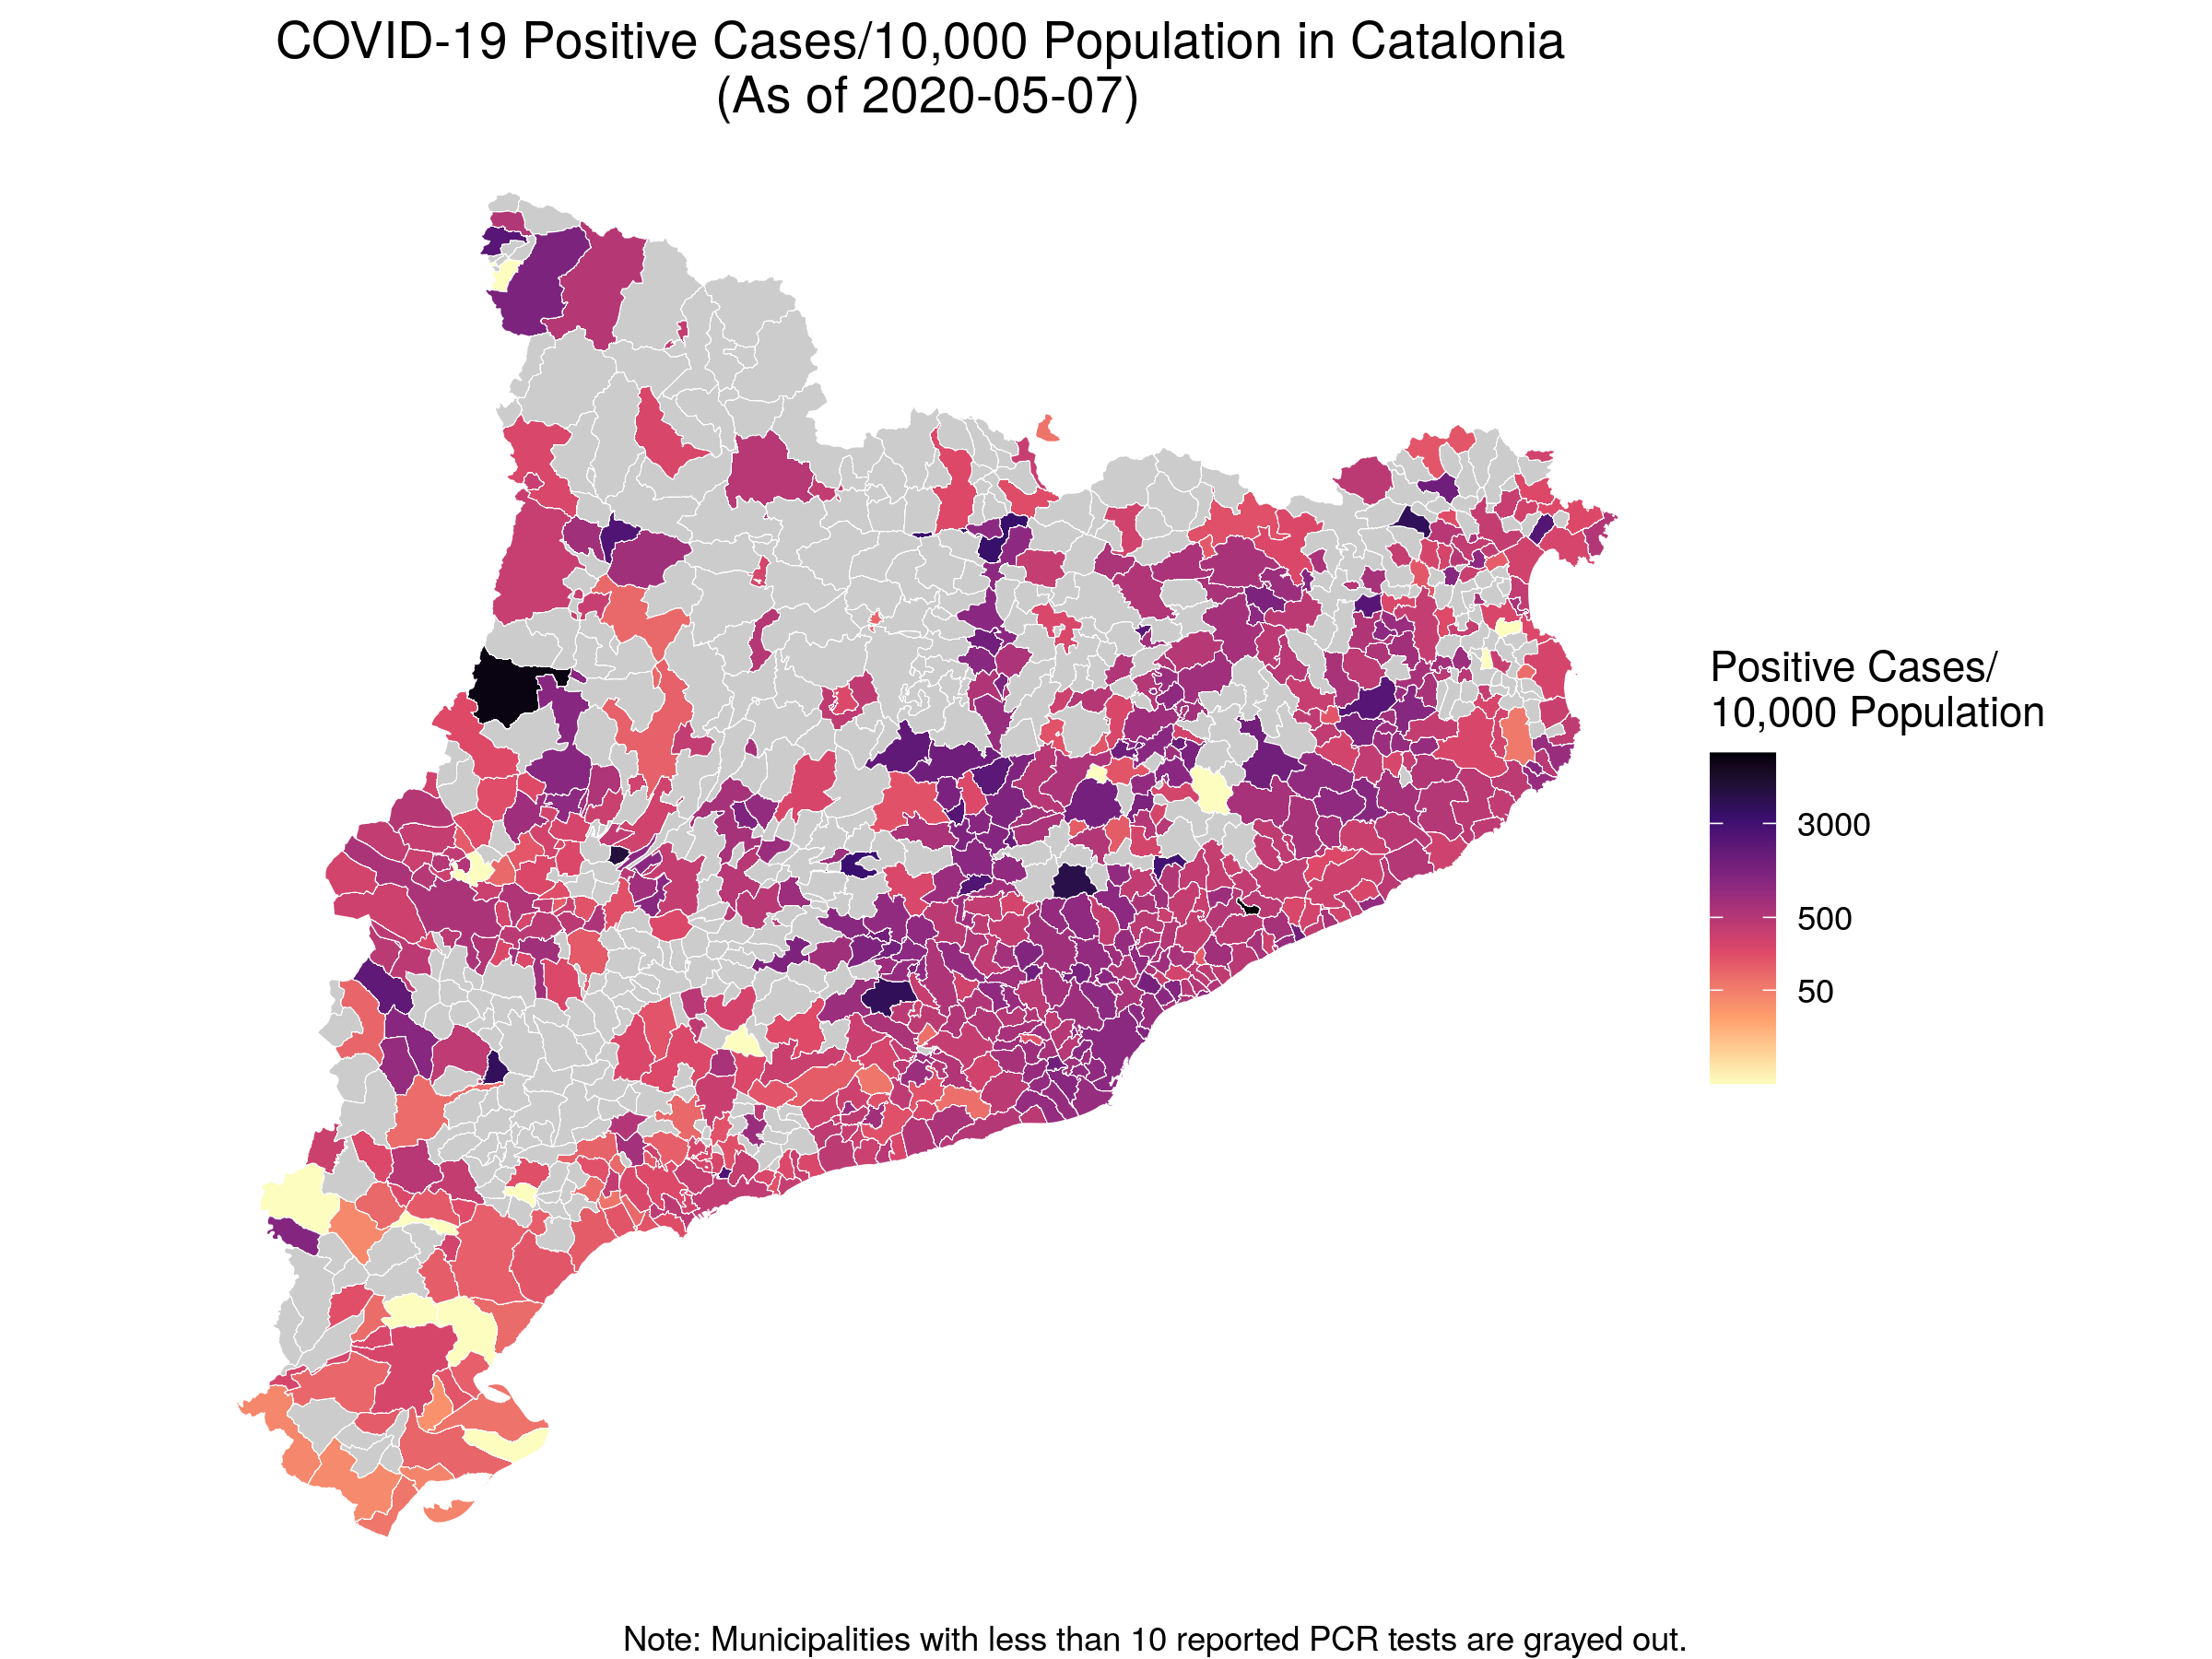 COVID-19 Positive Cases/10,000 Population in Catalonia
(As of 2020-05-07)
Positive Cases/
10,000 Population
3000
500
50
Note: Municipalities with less than 10 reported PCR tests are grayed out.